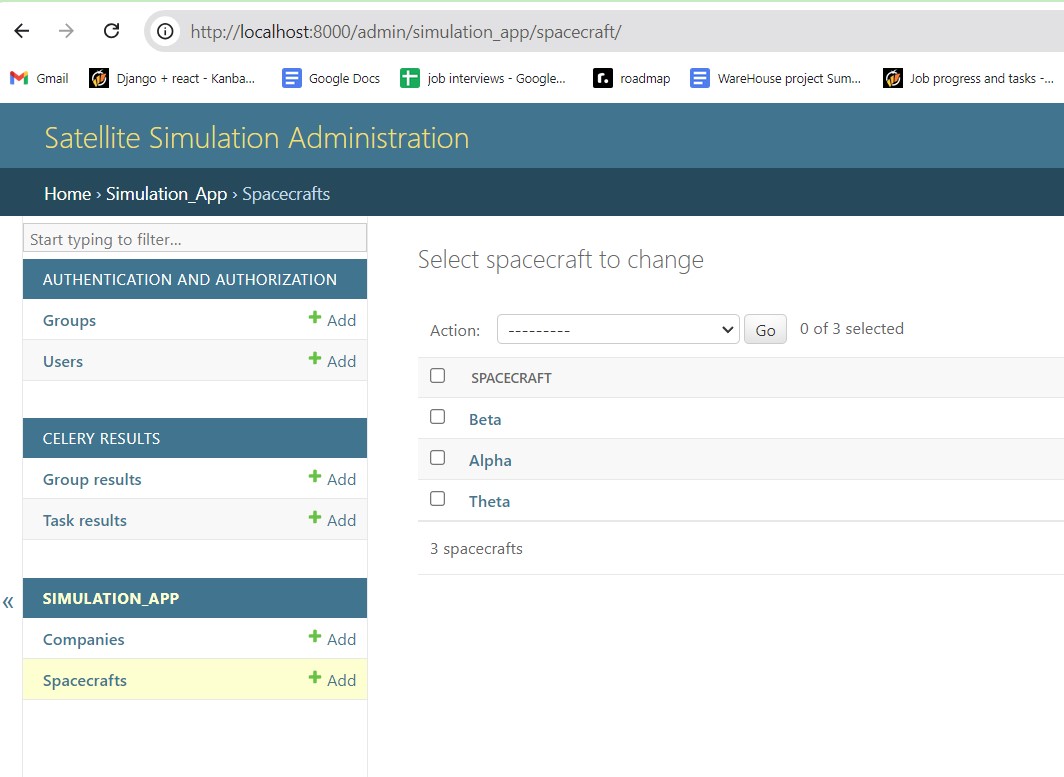 http://localhost:8000/admin/simulation_app/spacecraft/
Gmail Django + react - Kanba... Google Docs job interviews - Google... roadmap WareHouse project Sum... Job progress and tasks -...
Satellite Simulation Administration
Home › Simulation_App › Spacecrafts
Start typing to filter...
AUTHENTICATION AND AUTHORIZATION
Groups + Add
Users + Add
CELERY RESULTS
Group results + Add
Task results + Add
«
SIMULATION_APP
Companies + Add
Spacecrafts + Add
Select spacecraft to change
Action: --------- Go 0 of 3 selected
SPACECRAFT
Beta
Alpha
Theta
3 spacecrafts